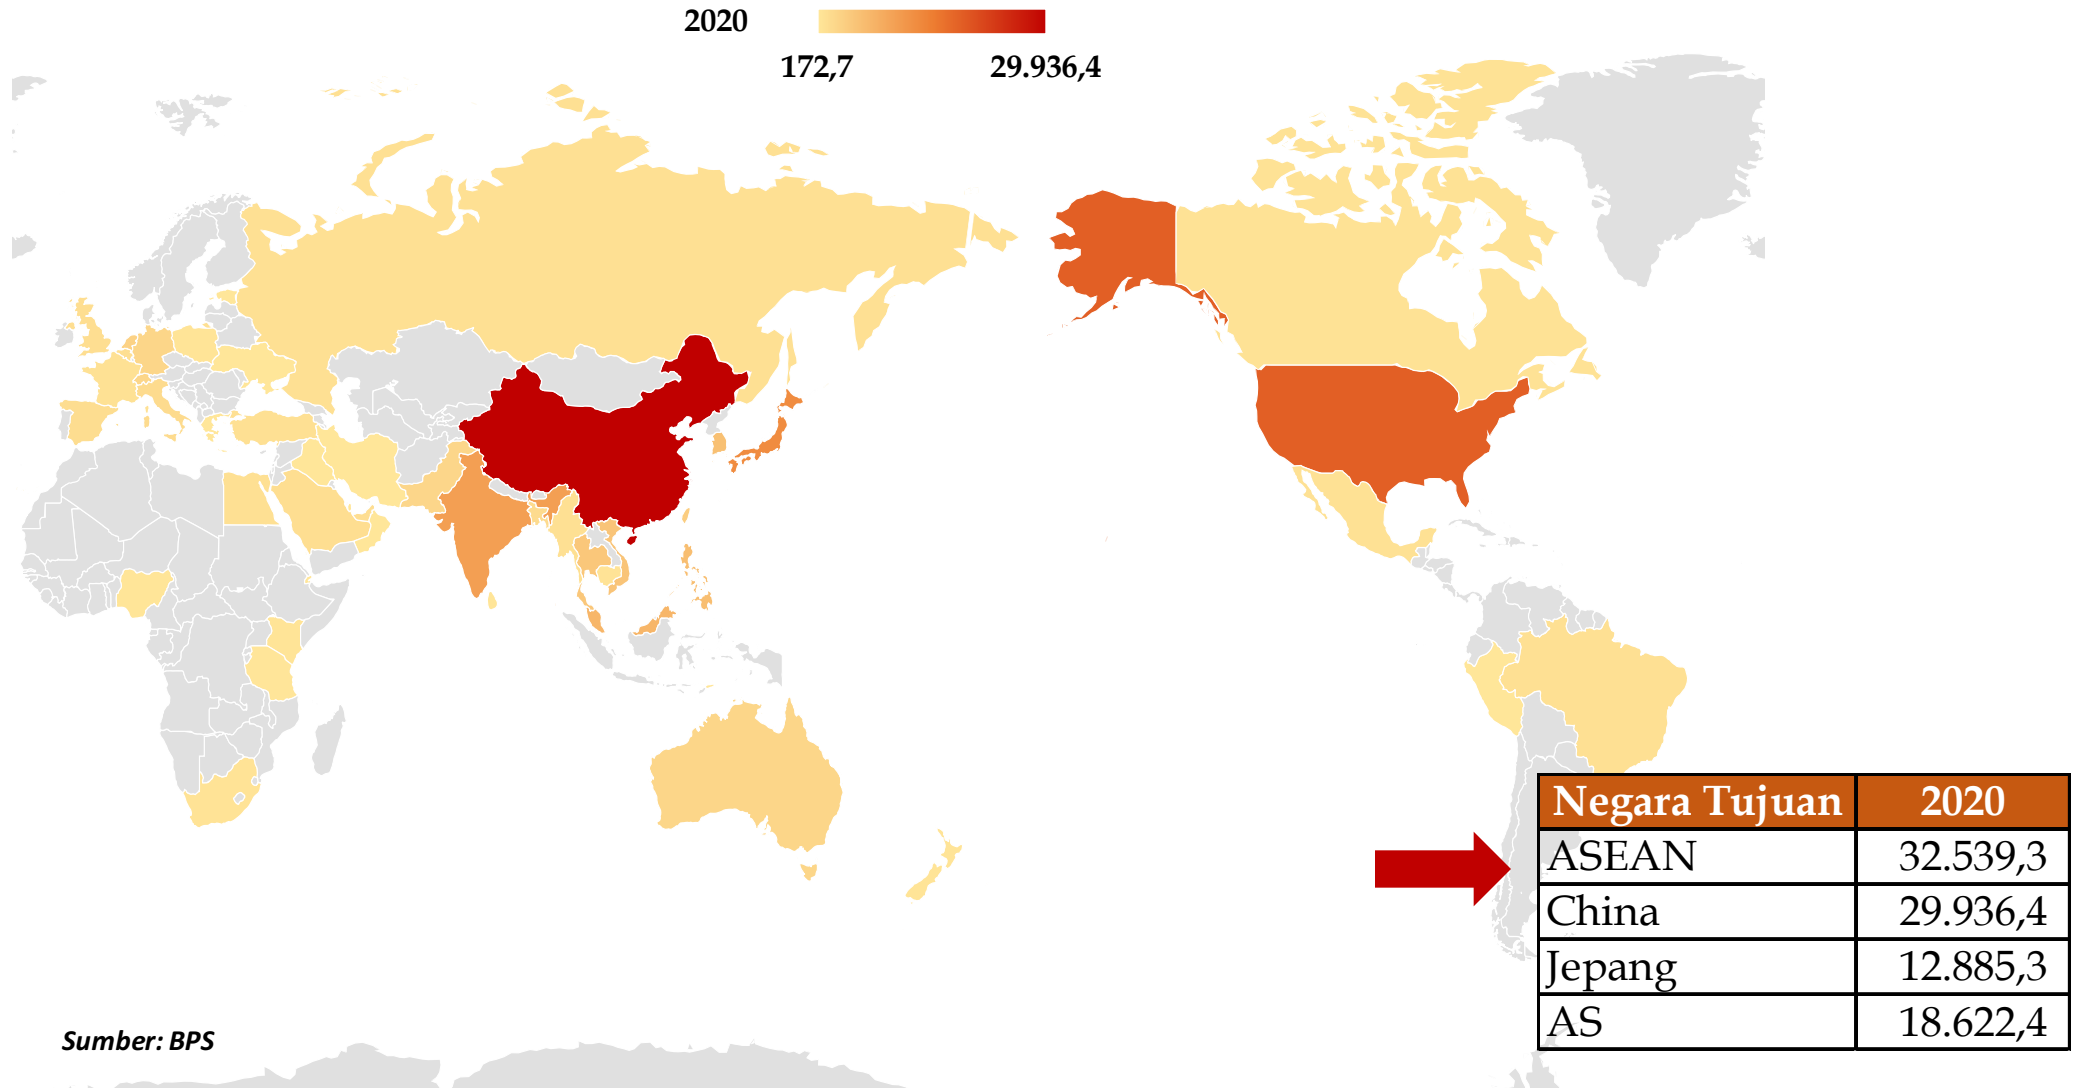 2020
172,7 29.936,4
Negara Tujuan 2020
ASEAN 32.539,3
China 29.936,4
Jepang 12.885,3
AS 18.622,4
Sumber: BPS